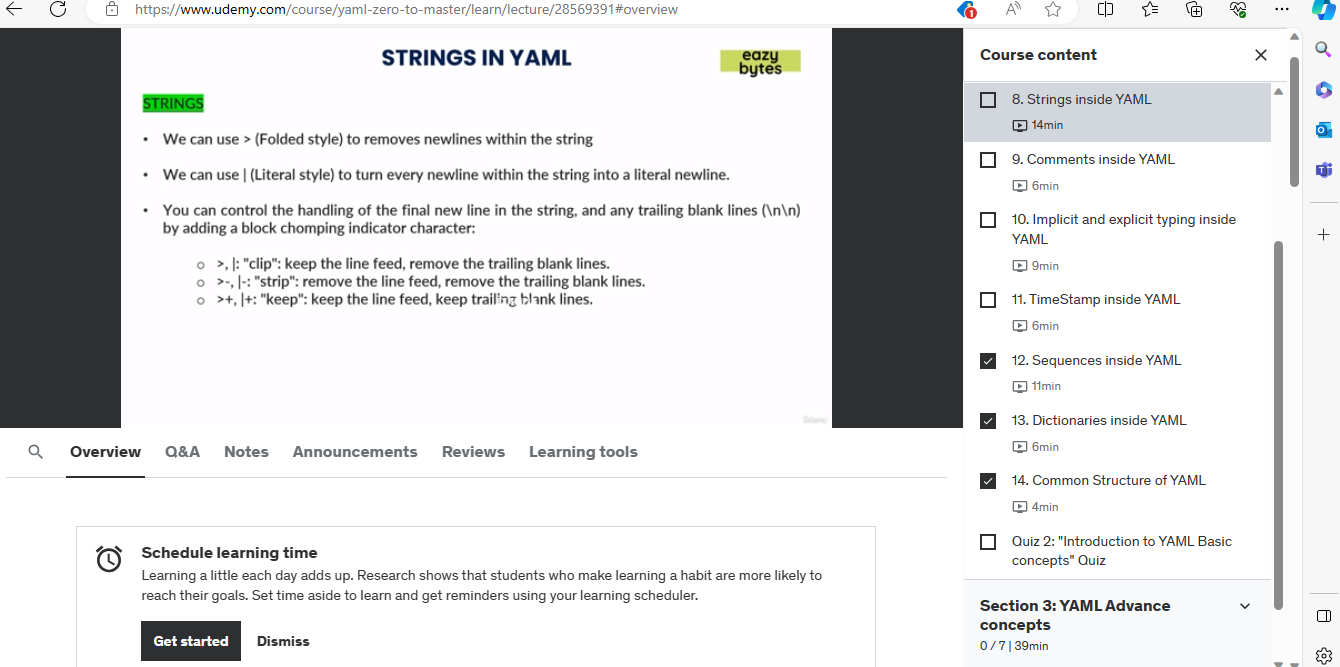 https://www.udemy.com/course/yaml-zero-to-master/learn/lecture/28569391#overview
1
STRINGS IN YAML
eazy
bytes
STRINGS
• We can use > (Folded style) to removes newlines within the string
• We can use | (Literal style) to turn every newline within the string into a literal newline.
• You can control the handling of the final new line in the string, and any trailing blank lines (\n\n)
by adding a block chomping indicator character:
o >, |: "clip": keep the line feed, remove the trailing blank lines.
o >-, |-: "strip": remove the line feed, remove the trailing blank lines.
o >+, |+: "keep": keep the line feed, keep trailing blank lines.
Udemy
Overview
Q&A
Notes
Announcements
Reviews
Learning tools
Schedule learning time
Learning a little each day adds up. Research shows that students who make learning a habit are more likely to
reach their goals. Set time aside to learn and get reminders using your learning scheduler.
Get started
Dismiss
Course content
8. Strings inside YAML
14min
9. Comments inside YAML
6min
10. Implicit and explicit typing inside
YAML
9min
11. TimeStamp inside YAML
6min
12. Sequences inside YAML
11min
13. Dictionaries inside YAML
6min
14. Common Structure of YAML
4min
Quiz 2: "Introduction to YAML Basic
concepts" Quiz
Section 3: YAML Advance
concepts
0 / 7 | 39min